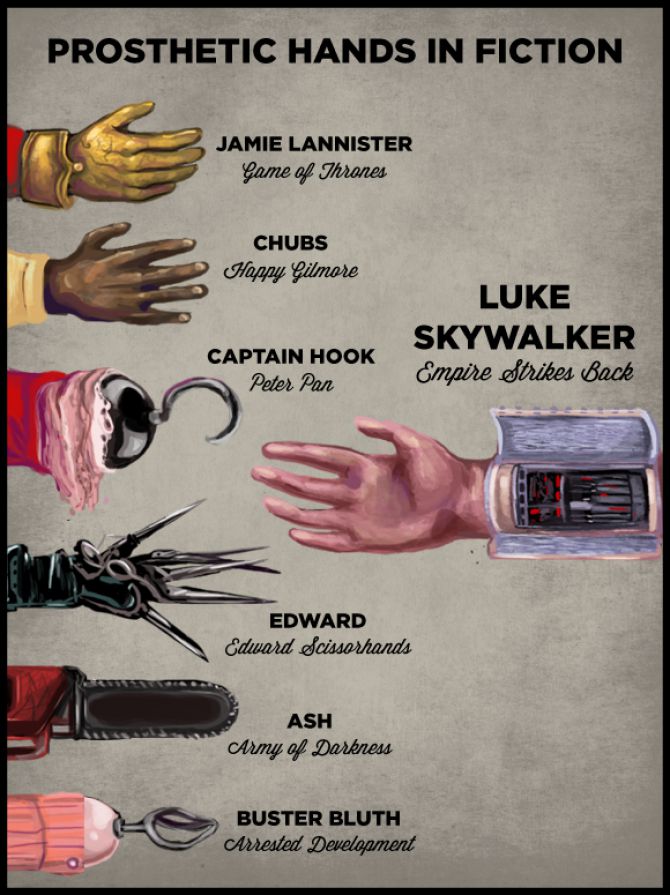 PROSTHETIC HANDS IN FICTION
JAMIE LANNISTER
Game of Thrones
CHUBS
Happy Gilmore
LUKE
SKYWALKER
Empire Strikes Back
CAPTAIN HOOK
Peter Pan
EDWARD
Edward Scissorhands
ASH
Army of Darkness
BUSTER BLUTH
Arrested Development